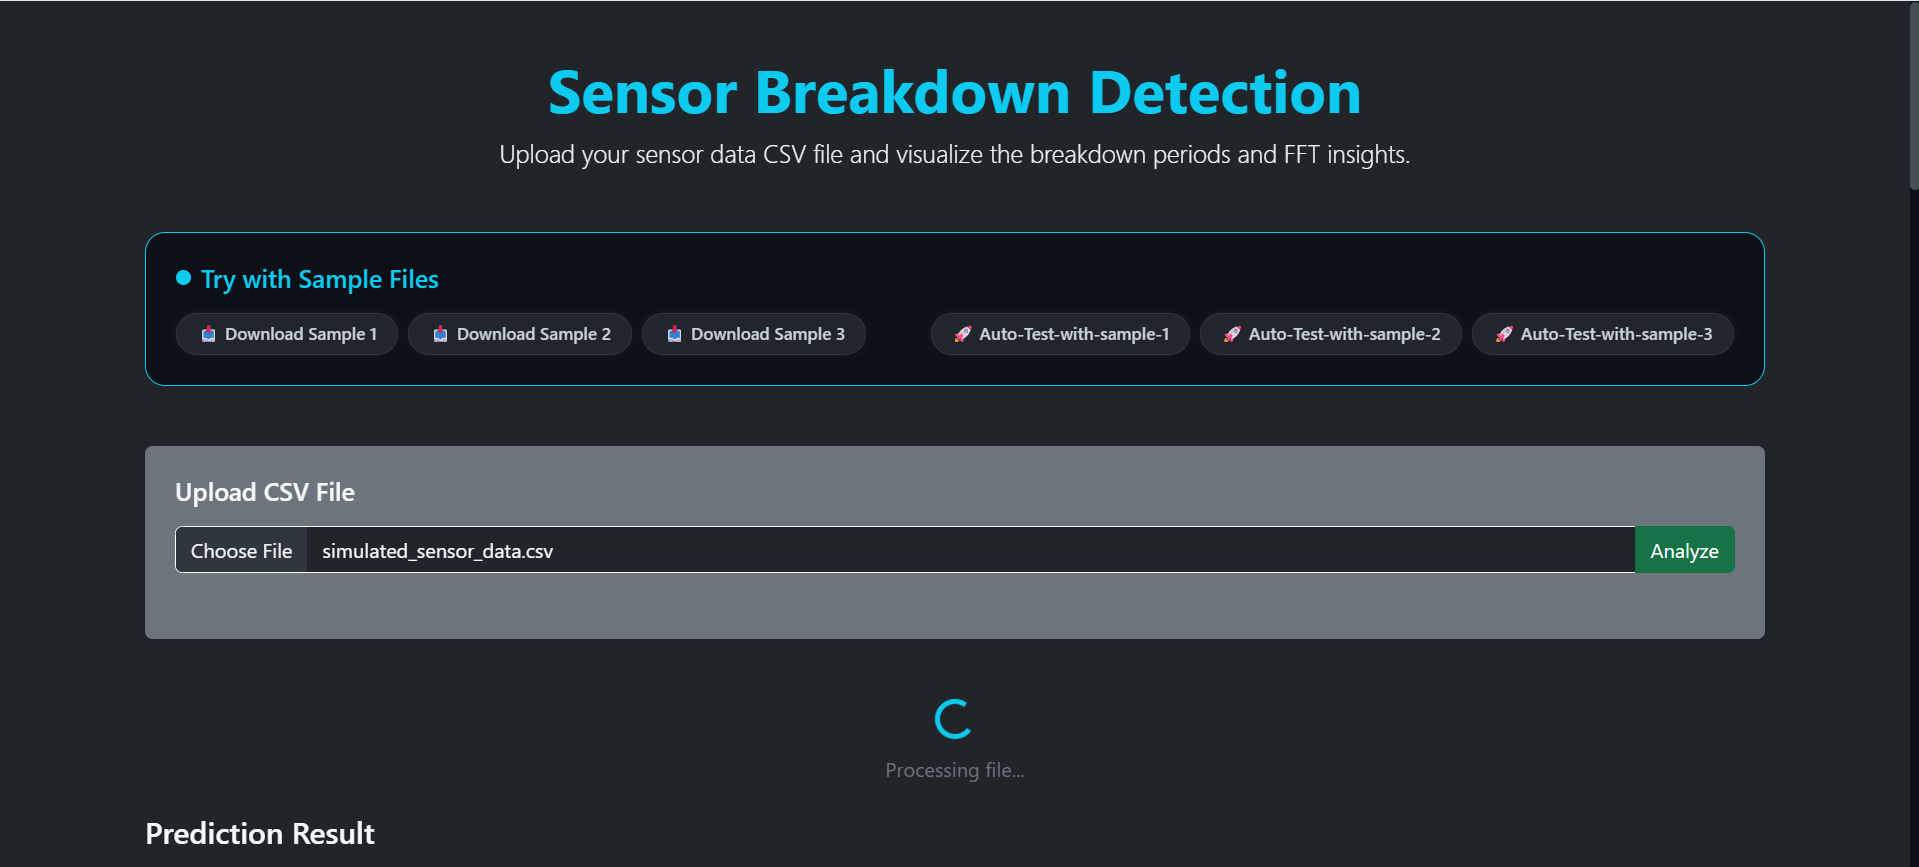 Sensor Breakdown Detection
Upload your sensor data CSV file and visualize the breakdown periods and FFT insights.
Try with Sample Files
Download Sample 1 Download Sample 2 Download Sample 3 Auto-Test-with-sample-1 Auto-Test-with-sample-2 Auto-Test-with-sample-3
Upload CSV File
Choose File simulated_sensor_data.csv Analyze
Processing file...
Prediction Result